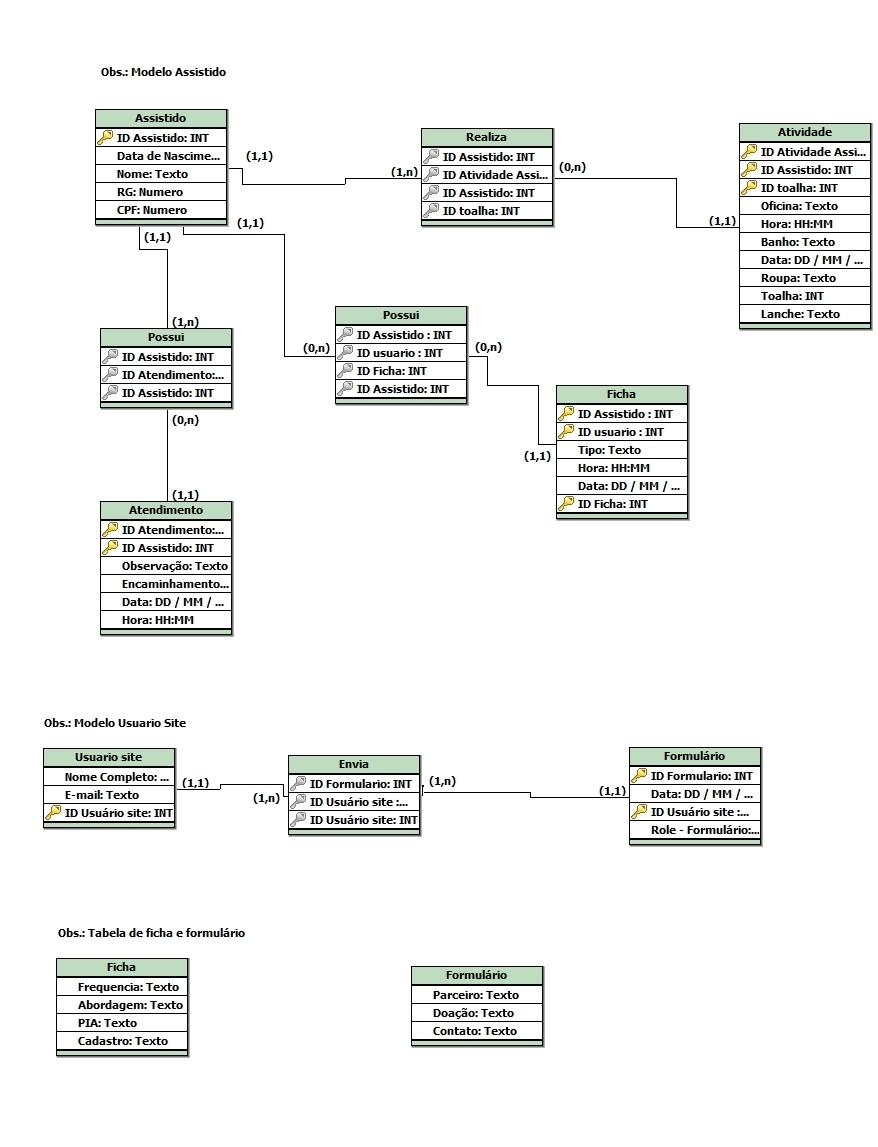 Obs.: Modelo Assistido
Assistido
ID Assistido: INT
Data de Nascime...
Nome: Texto
RG: Numero
CPF: Numero
(1,1)
(1,1)
(1,1)
(1,n)
Realiza
ID Assistido: INT
ID Atividade Assi...
ID Assistido: INT
ID toalha: INT
(0,n)
(1,1)
Atividade
ID Atividade Assi...
ID Assistido: INT
ID toalha: INT
Oficina: Texto
Hora: HH:MM
Banho: Texto
Data: DD / MM / ...
Roupa: Texto
Toalha: INT
Lanche: Texto
(1,n)
Possui
ID Assistido: INT
ID Atendimento:...
ID Assistido: INT
(0,n)
(0,n)
Possui
ID Assistido : INT
ID usuario : INT
ID Ficha: INT
ID Assistido: INT
(0,n)
(1,1)
Ficha
ID Assistido : INT
ID usuario : INT
Tipo: Texto
Hora: HH:MM
Data: DD / MM / ...
ID Ficha: INT
(1,1)
Atendimento
ID Atendimento:...
ID Assistido: INT
Observação: Texto
Encaminhamento...
Data: DD / MM / ...
Hora: HH:MM
Obs.: Modelo Usuario Site
Usuario site
Nome Completo: ...
E-mail: Texto
ID Usuário site: INT
(1,1)
(1,n)
Envia
ID Formulario: INT
ID Usuário site :...
ID Usuário site: INT
(1,n)
(1,1)
Formulário
ID Formulario: INT
Data: DD / MM / ...
ID Usuário site :...
Role - Formulário:...
Obs.: Tabela de ficha e formulário
Ficha
Frequencia: Texto
Abordagem: Texto
PIA: Texto
Cadastro: Texto
Formulário
Parceiro: Texto
Doação: Texto
Contato: Texto